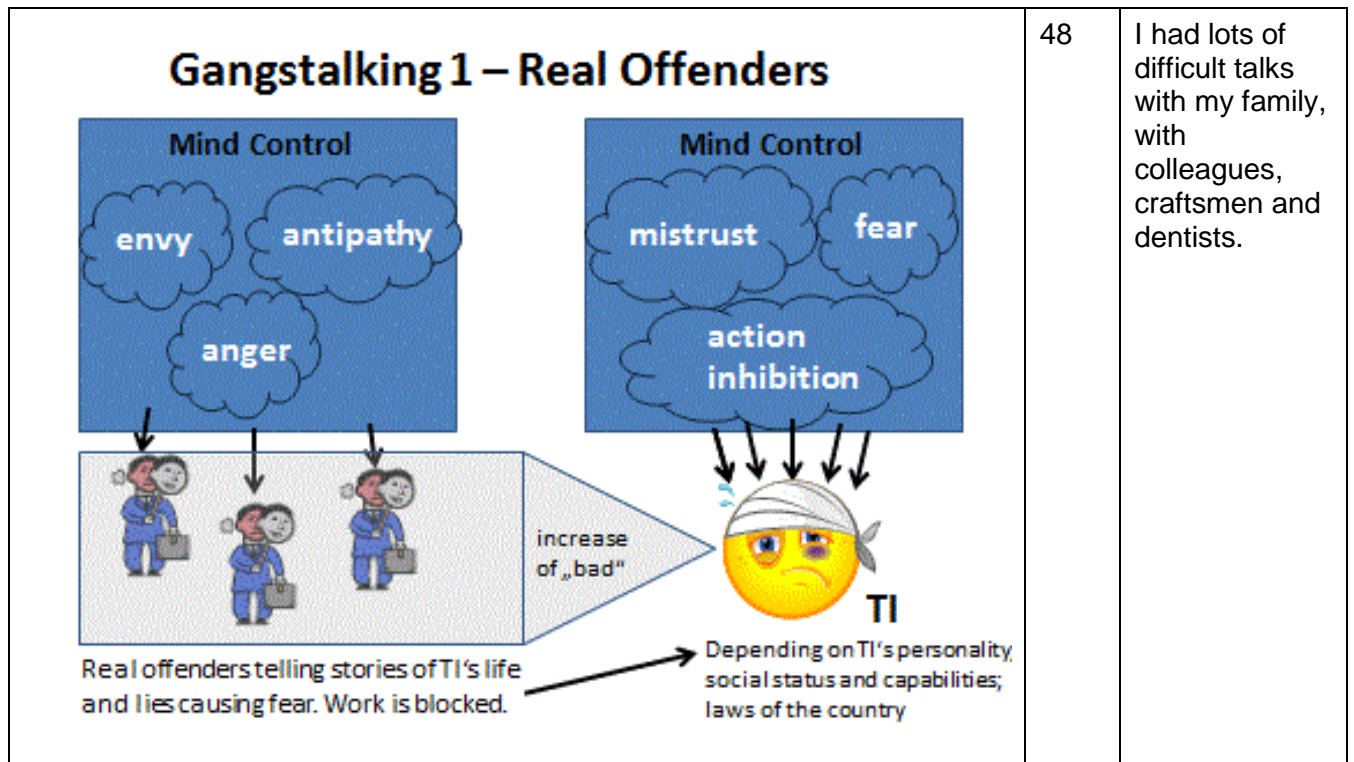 Gangstalking 1 – Real Offenders
Mind Control
envy
antipathy
anger
Mind Control
mistrust
fear
action
inhibition
increase
of „bad“
TI
Real offenders telling stories of TI‘s life
and lies causing fear. Work is blocked.
Depending on TI‘s personality,
social status and capabilities;
laws of the country
48
I had lots of
difficult talks
with my family,
with
colleagues,
craftsmen and
dentists.